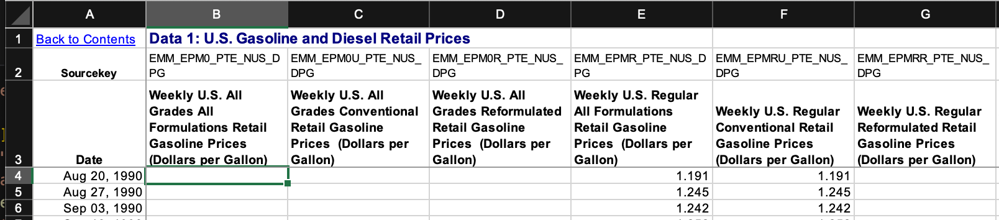 A B C D E F G
1 Back to Contents Data 1: U.S. Gasoline and Diesel Retail Prices
EMM_EPM0_PTE_NUS_D EMM_EPM0U_PTE_NUS_ EMM_EPM0R_PTE_NUS_ EMM_EPMR_PTE_NUS_D EMM_EPMRU_PTE_NUS_ EMM_EPMRR_PTE_NUS_
2 Sourcekey PG DPG DPG PG DPG DPG
Weekly U.S. All Weekly U.S. All Weekly U.S. All Weekly U.S. Regular
Grades All Grades Conventional Grades Reformulated All Formulations Weekly U.S. Regular Weekly U.S. Regular
Formulations Retail Retail Gasoline Retail Gasoline Retail Gasoline Conventional Retail Reformulated Retail
Gasoline Prices Prices (Dollars per Prices (Dollars per Prices (Dollars per Gasoline Prices Gasoline Prices
3 Date (Dollars per Gallon) Gallon) Gallon) Gallon) (Dollars per Gallon) (Dollars per Gallon)
4 Aug 20, 1990 1.191 1.191
5 Aug 27, 1990 1.245 1.245
6 Sep 03, 1990 1.242 1.242